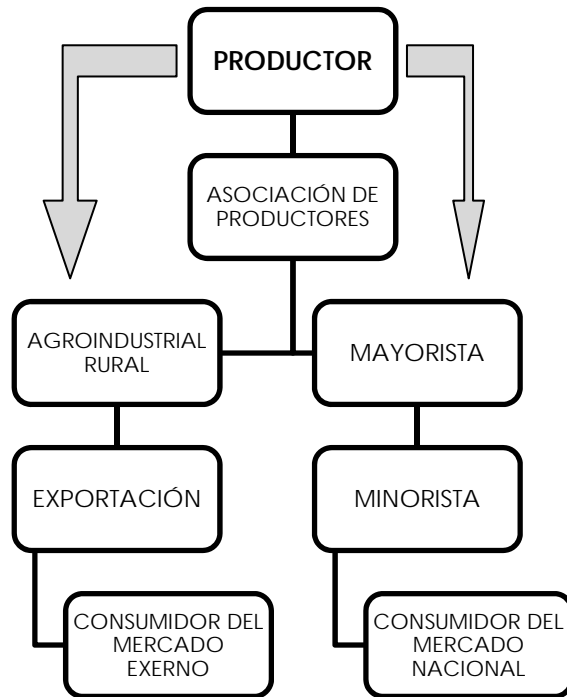 PRODUCTOR
ASOCIACIÓN DE
PRODUCTORES
AGROINDUSTRIAL
RURAL
MAYORISTA
EXPORTACIÓN
MINORISTA
CONSUMIDOR DEL
MERCADO
EXERNO
CONSUMIDOR DEL
MERCADO
NACIONAL